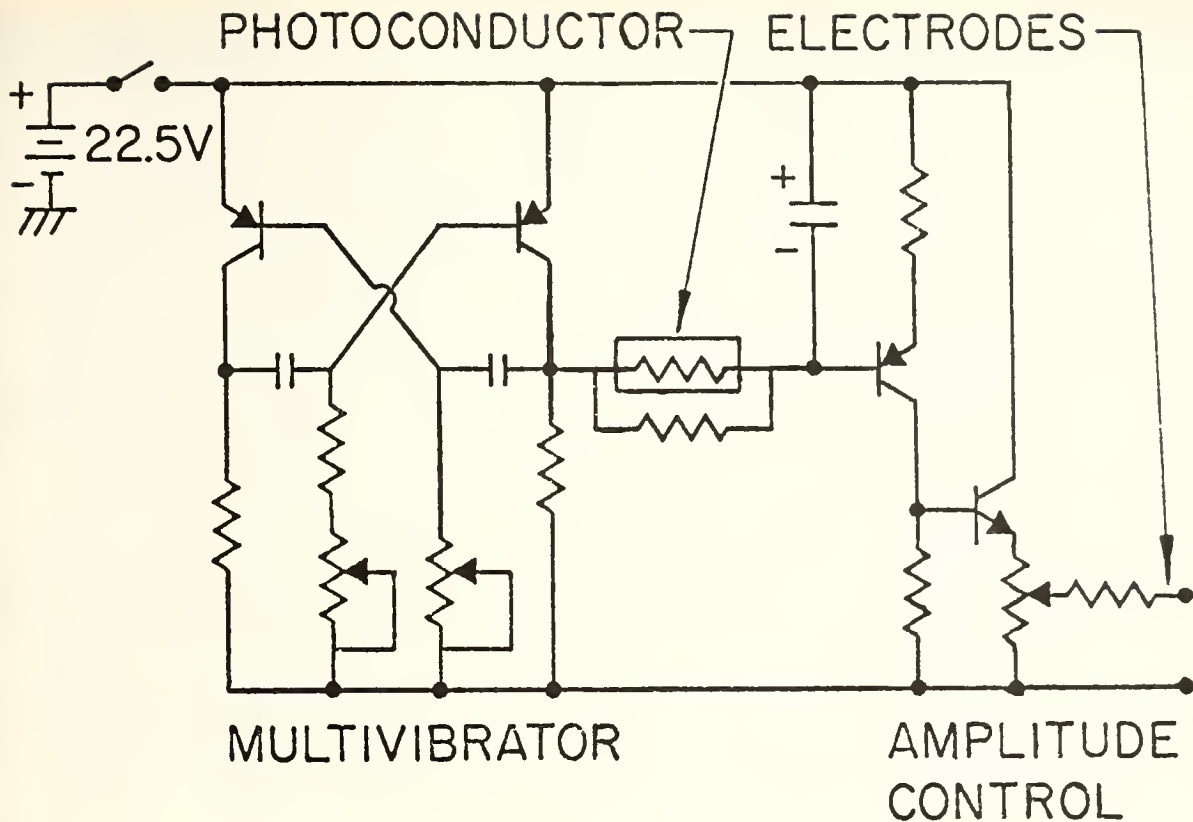 PHOTOCONDUCTOR
ELECTRODES
+
22.5V
-
+
-
MULTIVIBRATOR
AMPLITUDE
CONTROL